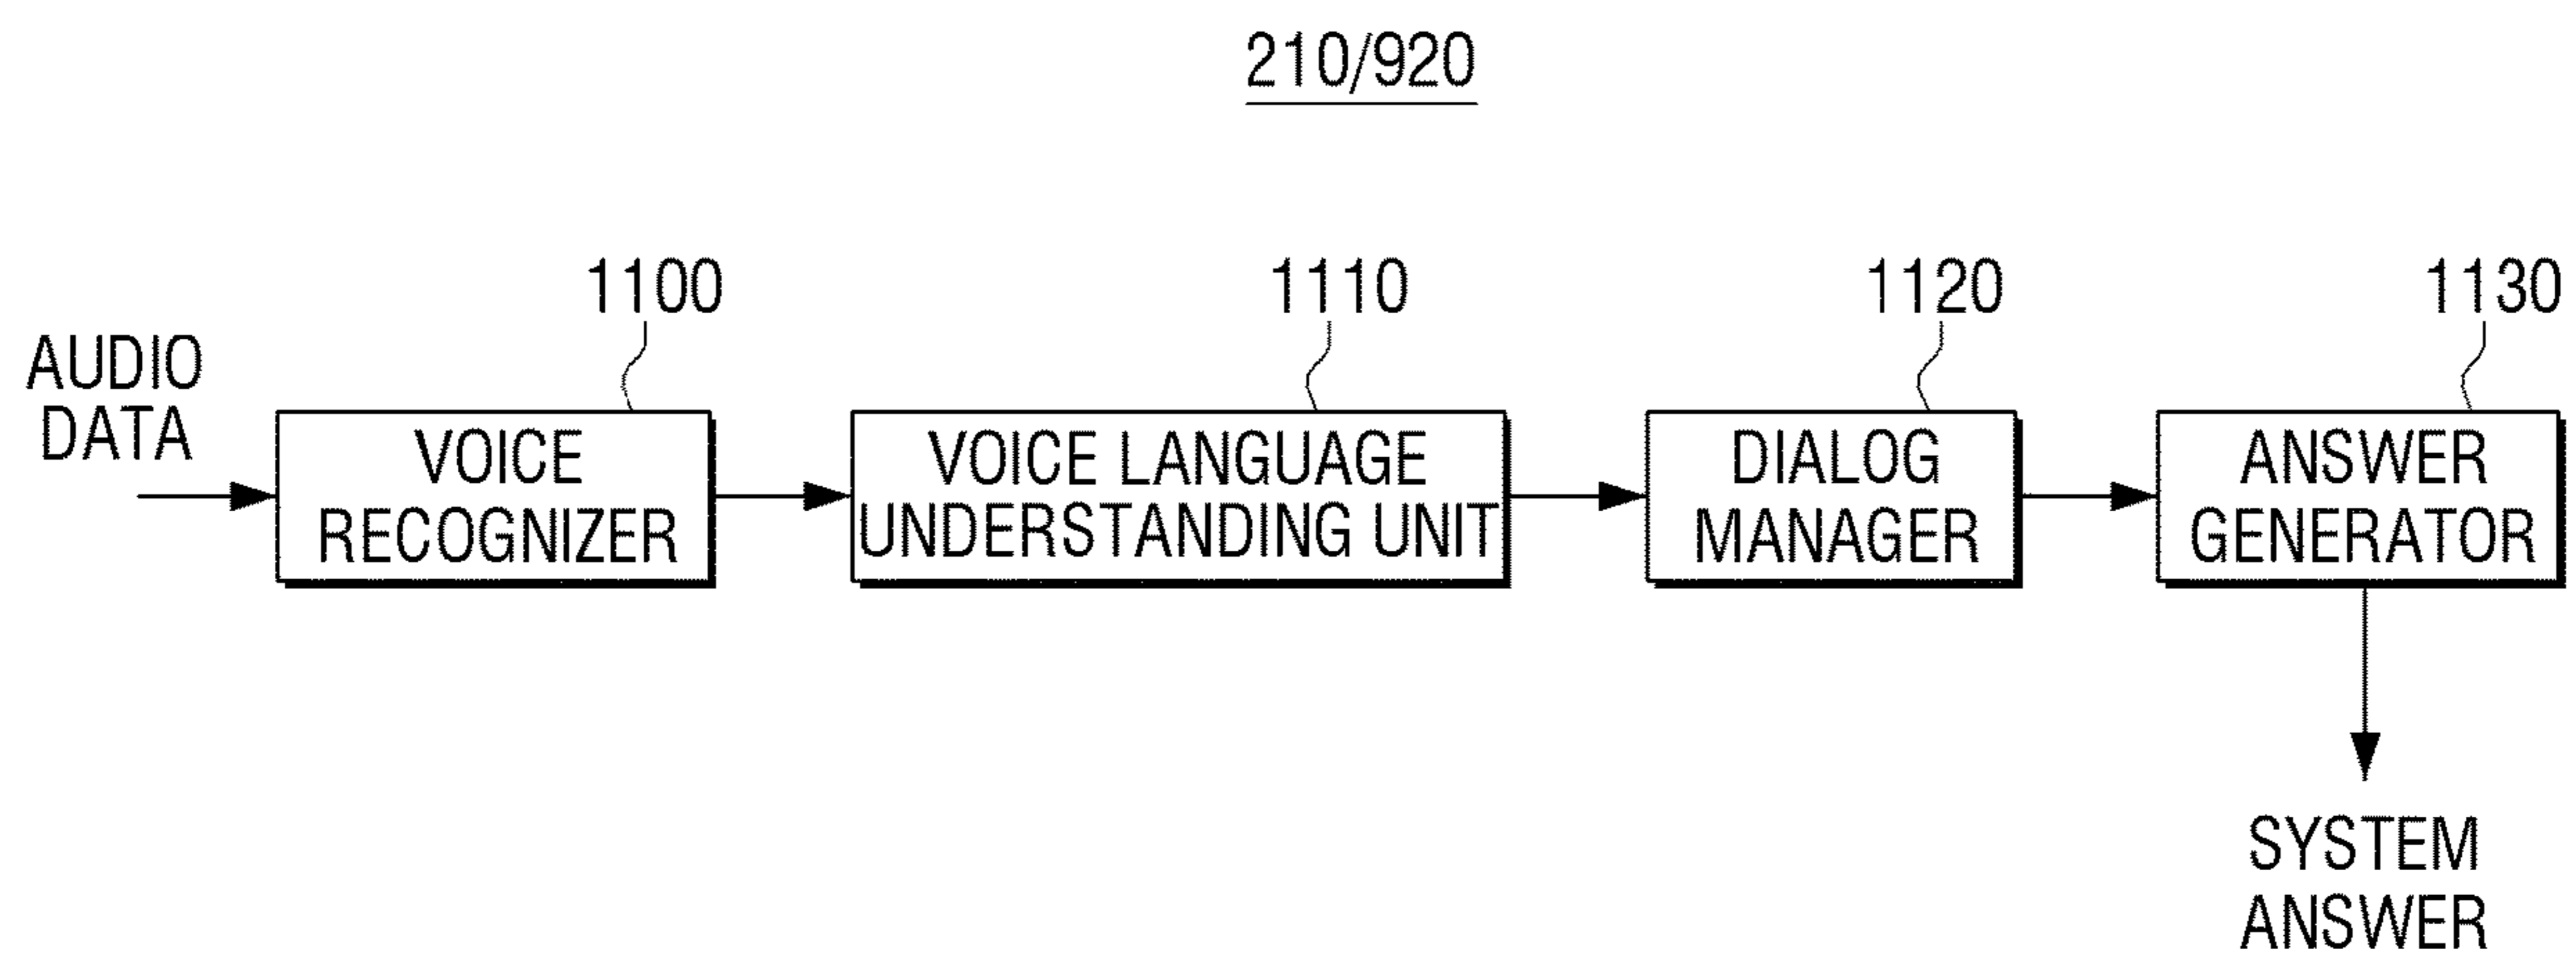 210/920
1100
1110
1120
1130
AUDIO
DATA
VOICE
RECOGNIZER
VOICE LANGUAGE
UNDERSTANDING UNIT
DIALOG
MANAGER
ANSWER
GENERATOR
SYSTEM
ANSWER